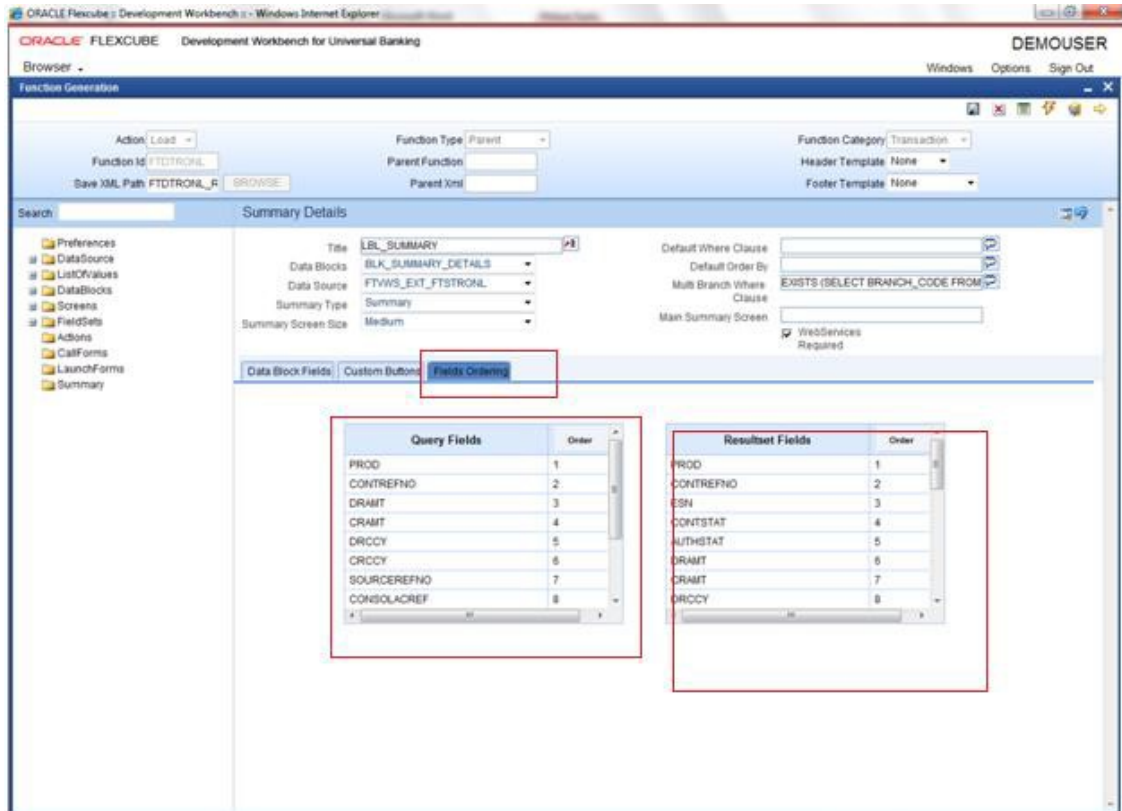 ORACLE Flexcube :: Development Workbench :: - Windows Internet Explorer
ORACLE FLEXCUBE Development Workbench for Universal Banking DEMOUSER
Browser Windows Options Sign Out
Function Generation
Action Load Function Type Parent Function Category Transaction
Function Id FTDTRONL Parent Function Header Template None
Save XML Path FTDTRONL_R BROWSE Parent Xml Footer Template None
Search Summary Details
Preferences
DataSource
ListOfValues
DataBlocks
Screens
FieldSets
Actions
CallForms
LaunchForms
Summary
Title LBL_SUMMARY Default Where Clause
Data Blocks BLK_SUMMARY_DETAILS Default Order By
Data Source FTVWS_EXT_FTSTRONL Multi Branch Where Clause EXISTS (SELECT BRANCH_CODE FROM
Summary Type Summary Main Summary Screen
Summary Screen Size Medium WebServices Required
Data Block Fields Custom Buttons Fields Ordering
Query Fields Order
PROD 1
CONTREFNO 2
DRAMT 3
CRAMT 4
DRCCY 5
CRCCY 6
SOURCEREFNO 7
CONSOLACREF 8
Resultset Fields Order
PROD 1
CONTREFNO 2
ESN 3
CONTSTAT 4
AUTHSTAT 5
DRAMT 6
CRAMT 7
DRCCY 8